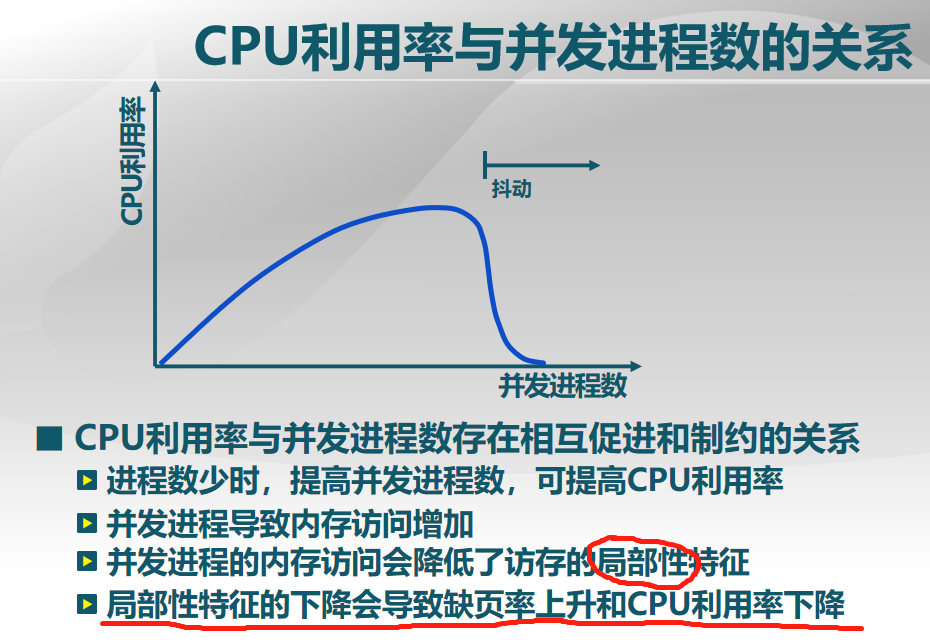 CPU利用率与并发进程数的关系
CPU利用率
抖动
并发进程数
CPU利用率与并发进程数存在相互促进和制约的关系
进程数少时，提高并发进程数，可提高CPU利用率
并发进程导致内存访问增加
并发进程的内存访问会降低了访存的局部性特征
局部性特征的下降会导致缺页率上升和CPU利用率下降